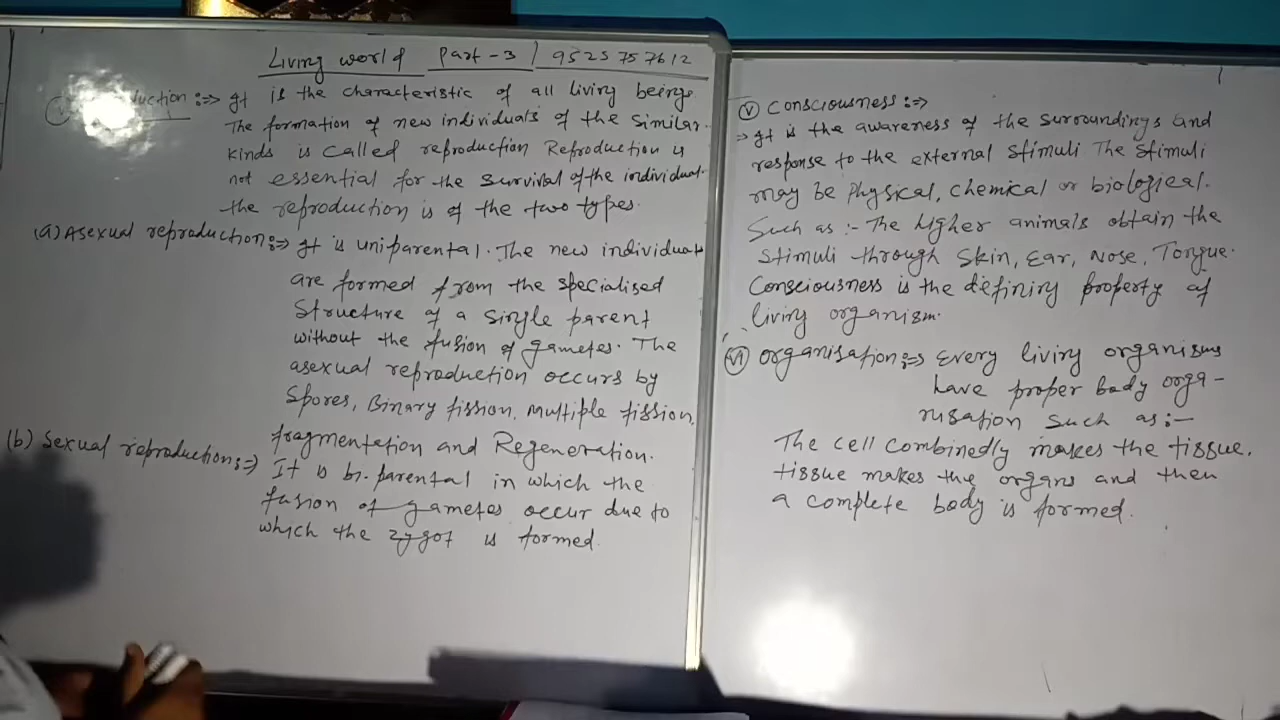 Living world Part-3 | 9525757612
duction :⇒ It is the characteristic of all living beings
The formation of new individuals of the similar
kinds is called reproduction Reproduction is
not essential for the survival of the individual.
the reproduction is of the two types.
(a) Asexual reproduction :⇒ It is uniparental. The new individual
are formed from the specialised
Structure of a single parent
without the fusion of gametes. The
asexual reproduction occurs by
Spores, Binary fission, Multiple fission,
fragmentation and Regeneration.
(b) Sexual reproduction :⇒ It is bi-parental in which the
fusion of gametes occur due to
which the zygot is formed.
(V) Consciousness :⇒
⇒ It is the awareness of the surroundings and
response to the external stimuli The stimuli
may be physical, chemical or biological.
Such as :- The higher animals obtain the
stimuli through skin, Ear, Nose, Tongue.
Consciousness is the defining property of
living organism.
(VI) organisation :⇒ Every living organisms
have proper body orga-
nisation such as :-
The cell combinedly makes the tissue,
tissue makes the organs and then
a complete body is formed.